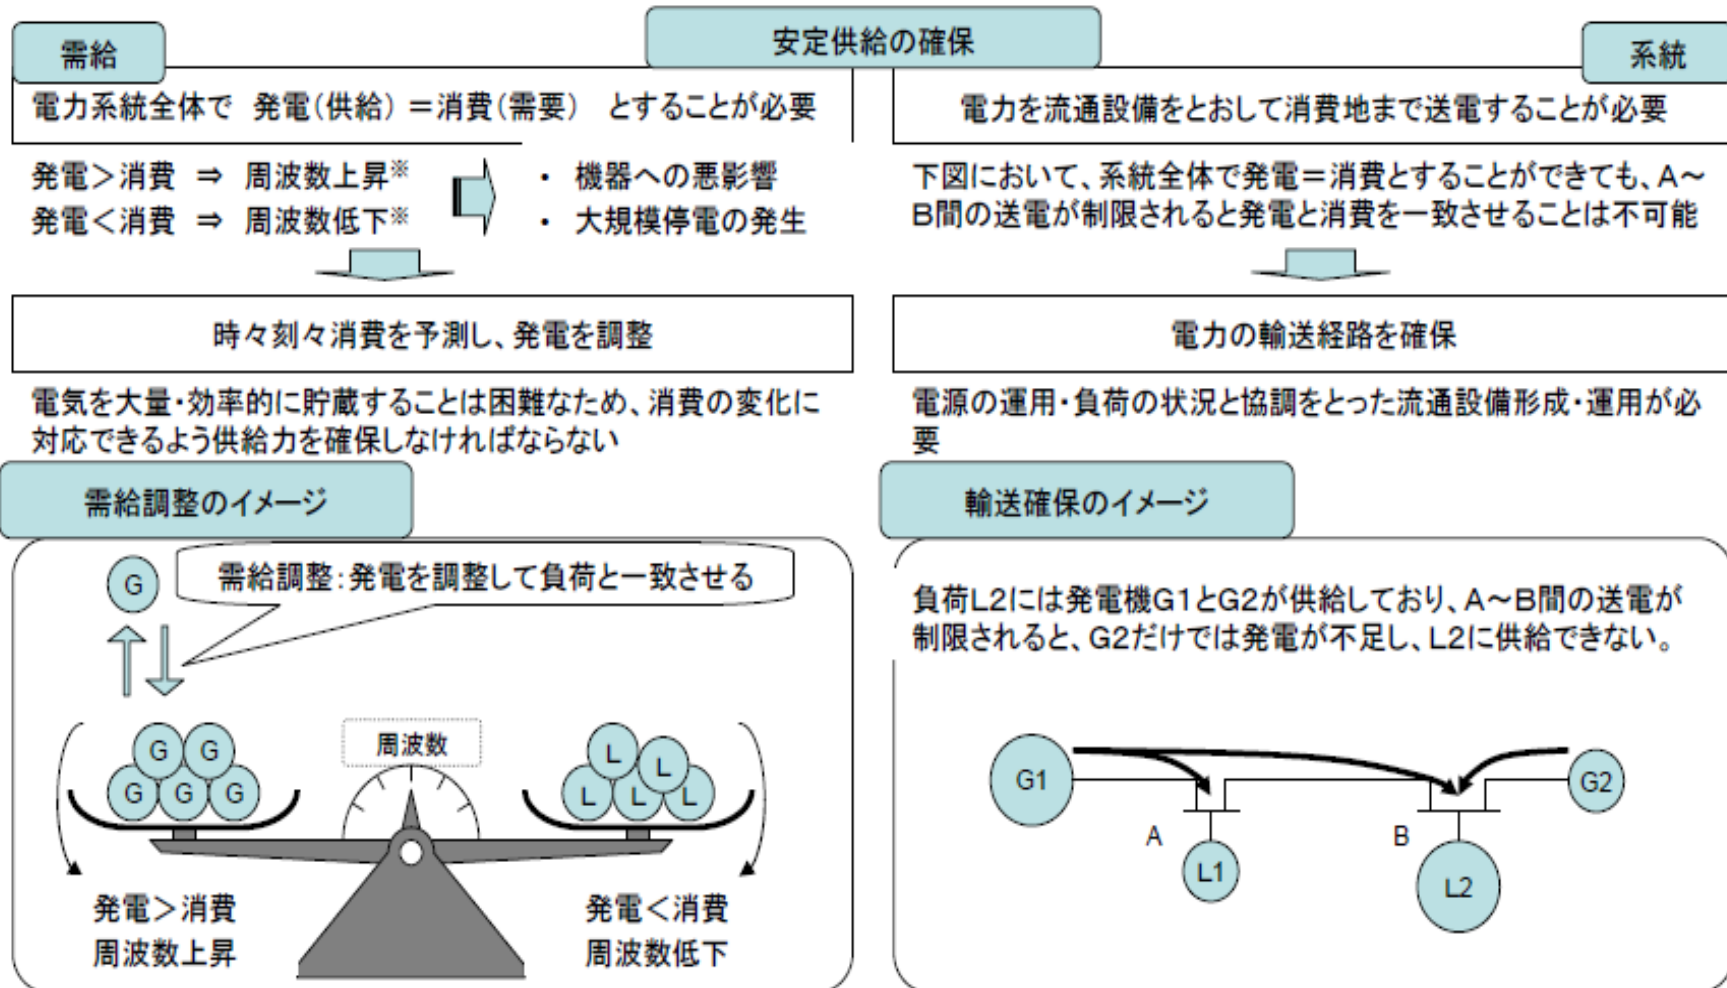 安定供給の確保
需給
電力系統全体で 発電(供給)=消費(需要) とすることが必要
発電>消費 ⇒ 周波数上昇※
発電<消費 ⇒ 周波数低下※
・ 機器への悪影響
・ 大規模停電の発生
時々刻々消費を予測し、発電を調整
電気を大量・効率的に貯蔵することは困難なため、消費の変化に
対応できるよう供給力を確保しなければならない
需給調整のイメージ
G
需給調整:発電を調整して負荷と一致させる
G G
G G G
周波数
L L
L L L
発電>消費
周波数上昇
発電<消費
周波数低下
系統
電力を流通設備をとおして消費地まで送電することが必要
下図において、系統全体で発電=消費とすることができても、A~
B間の送電が制限されると発電と消費を一致させることは不可能
電力の輸送経路を確保
電源の運用・負荷の状況と協調をとった流通設備形成・運用が必
要
輸送確保のイメージ
負荷L2には発電機G1とG2が供給しており、A~B間の送電が
制限されると、G2だけでは発電が不足し、L2に供給できない。
G1
G2
A
B
L1
L2